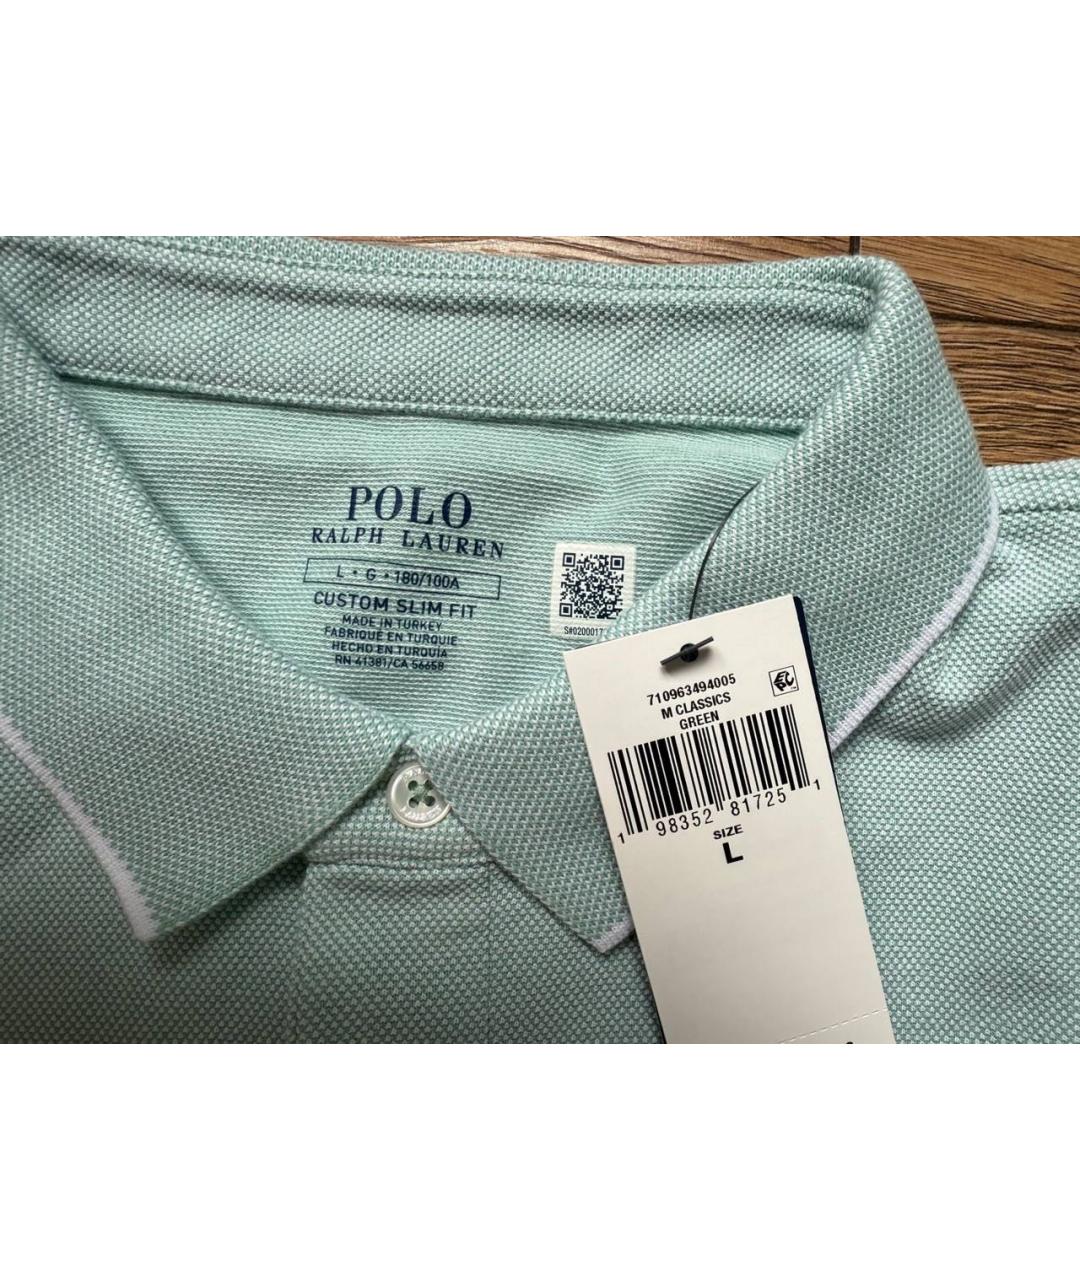 POLO
RALPH LAUREN
L • G • 180/100A
CUSTOM SLIM FIT
MADE IN TURKEY
FABRIQUÉ EN TURQUIE
HECHO EN TURQUÍA
RN 41381/CA 56658
S#0200017
710963494005
M CLASSICS
GREEN
1 98352 81725 1
SIZE
L